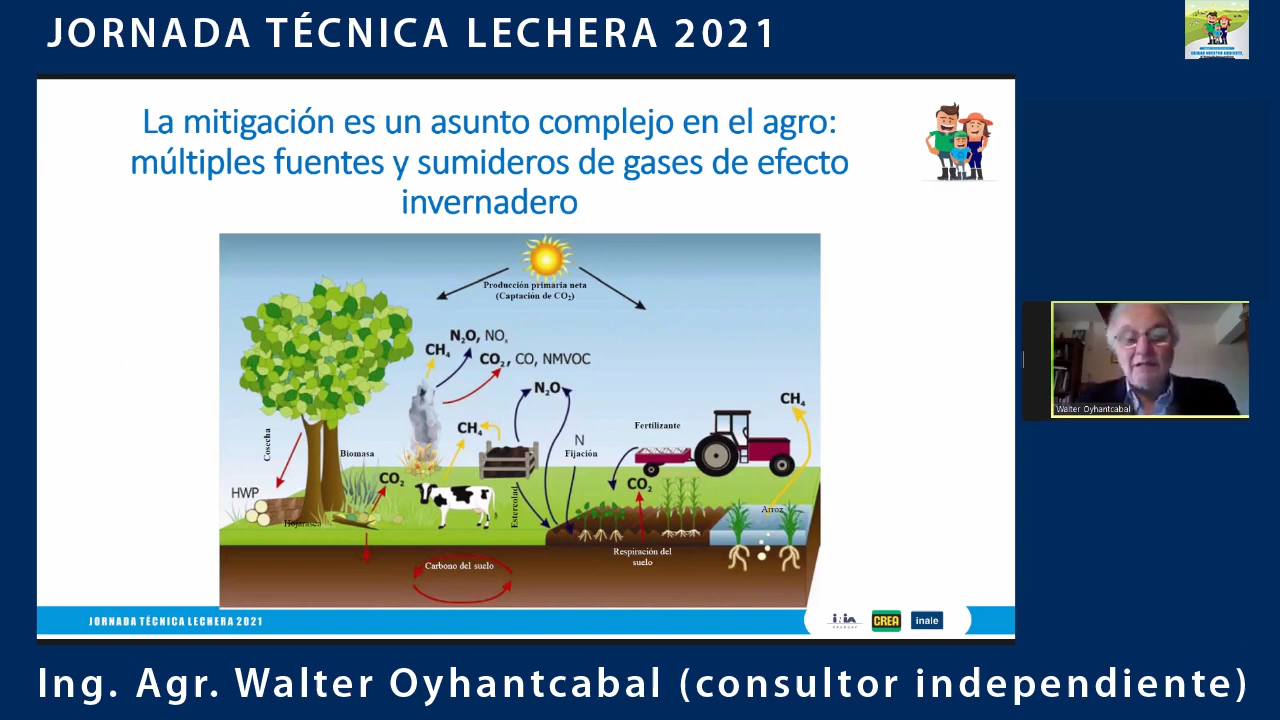 JORNADA TÉCNICA LECHERA 2021
La mitigación es un asunto complejo en el agro:
múltiples fuentes y sumideros de gases de efecto
invernadero
Producción primaria neta
(Captación de CO₂)
N₂O, NOₓ
CH₄
CO₂, CO, NMVOC
N₂O
CH₄
CH₄
Cosecha
Biomasa
N
Fijación
Fertilizante
CO₂
CO₂
HWP
Hojarasca
Estercolad
Arroz
Respiración del
suelo
Carbono del suelo
Walter Oyhantcabal
JORNADA TÉCNICA LECHERA 2021
INIA
URUGUAY
CREA
inale
Ing. Agr. Walter Oyhantcabal (consultor independiente)